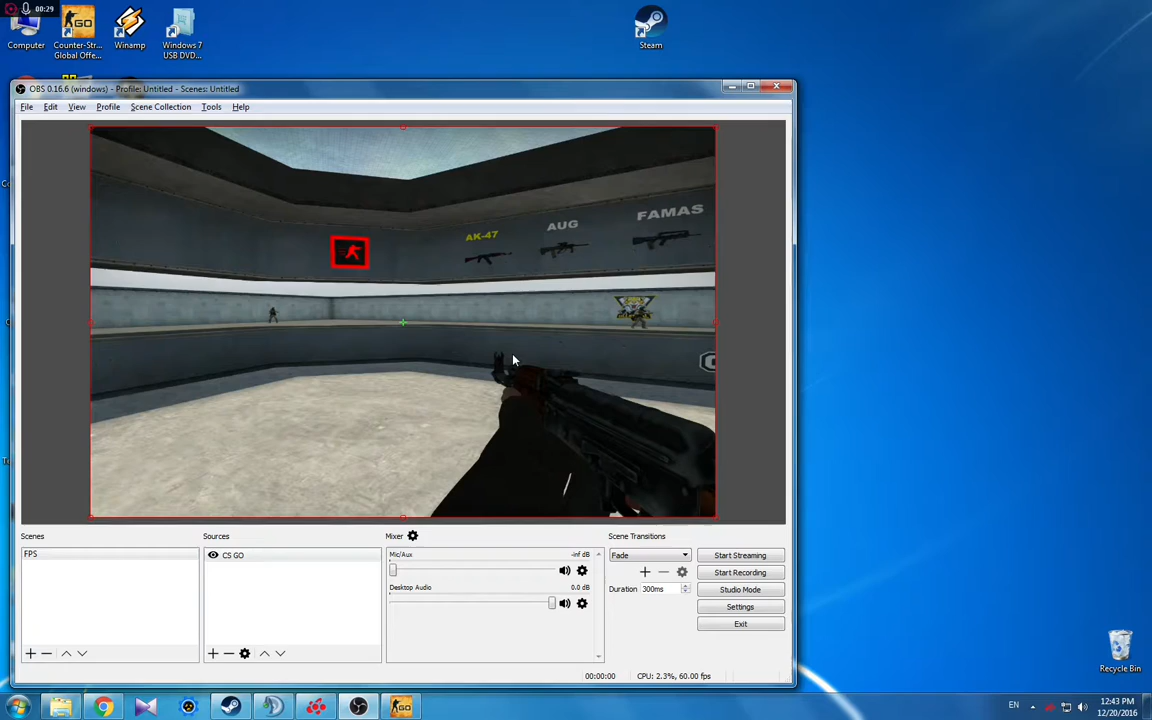 00:29
Computer
Counter-Str...
Global Offe...
Winamp
Windows 7
USB DVD...
Steam
OBS 0.16.6 (windows) - Profile: Untitled - Scenes: Untitled
File Edit View Profile Scene Collection Tools Help
AK-47
AUG
FAMAS
Scenes
Sources
Mixer
Scene Transitions
FPS
CS GO
Mic/Aux
-inf dB
Desktop Audio
0.0 dB
Fade
Duration 300ms
Start Streaming
Start Recording
Studio Mode
Settings
Exit
00:00:00
CPU: 2.3%, 60.00 fps
Recycle Bin
EN
12:43 PM
12/20/2016